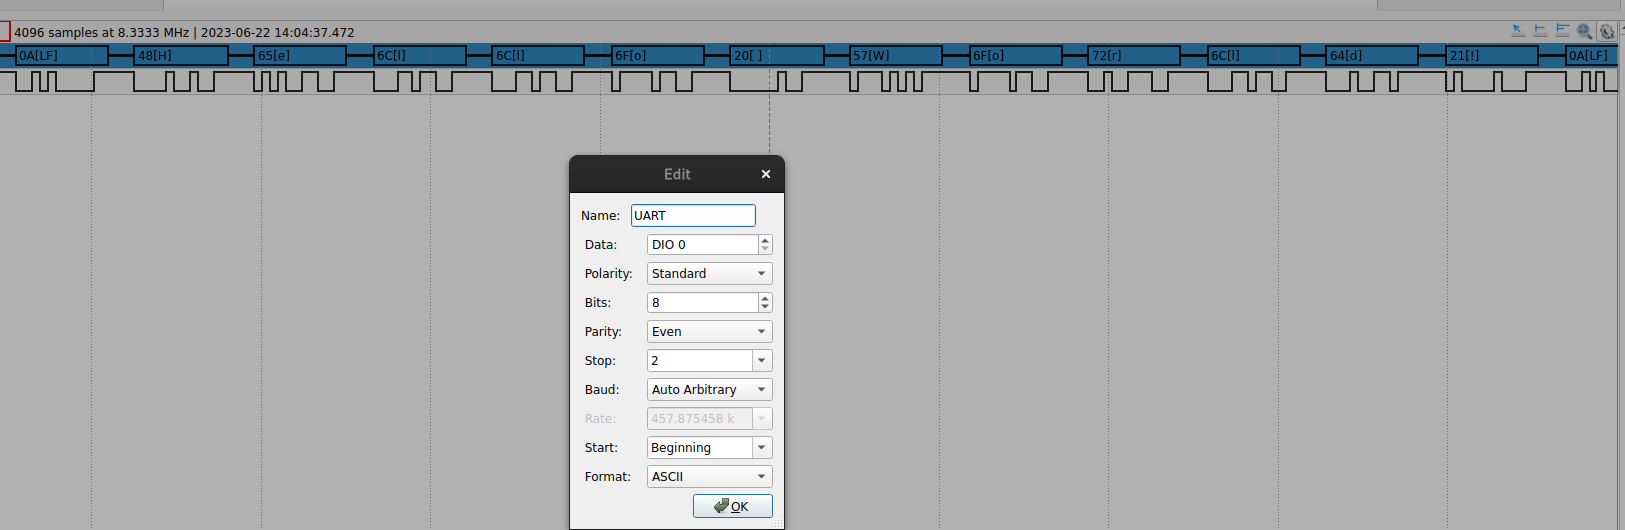 4096 samples at 8.3333 MHz | 2023-06-22 14:04:37.472
0A[LF] 48[H] 65[e] 6C[l] 6C[l] 6F[o] 20[ ] 57[W] 6F[o] 72[r] 6C[l] 64[d] 21[!] 0A[LF]
Edit
Name: UART
Data: DIO 0
Polarity: Standard
Bits: 8
Parity: Even
Stop: 2
Baud: Auto Arbitrary
Rate: 457.875458 k
Start: Beginning
Format: ASCII
OK